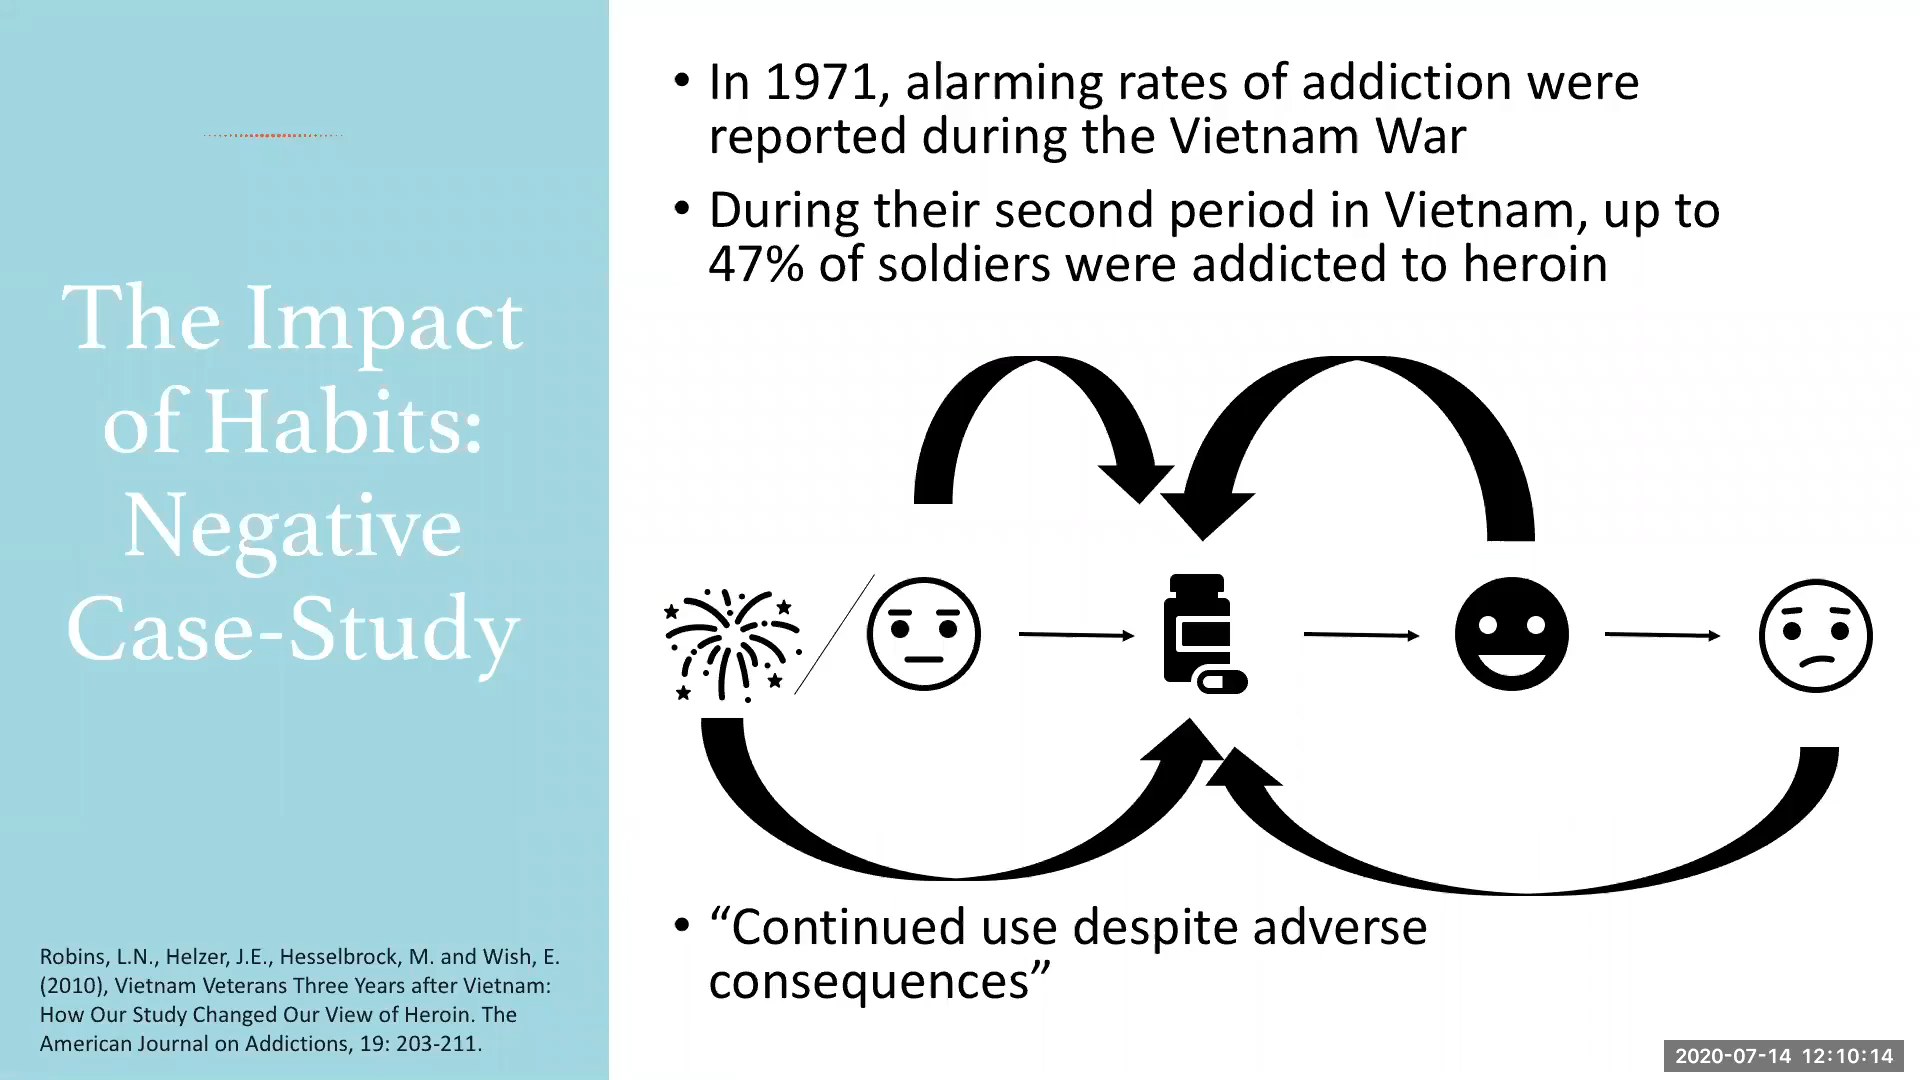 The Impact
of Habits:
Negative
Case-Study
Robins, L.N., Helzer, J.E., Hesselbrock, M. and Wish, E.
(2010), Vietnam Veterans Three Years after Vietnam:
How Our Study Changed Our View of Heroin. The
American Journal on Addictions, 19: 203-211.
• In 1971, alarming rates of addiction were
reported during the Vietnam War
• During their second period in Vietnam, up to
47% of soldiers were addicted to heroin
• “Continued use despite adverse
consequences”
2020-07-14 12:10:14